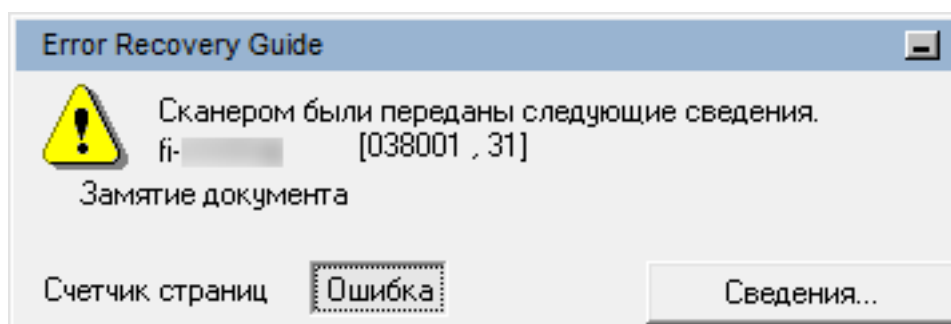 Error Recovery Guide
Сканером были переданы следующие сведения.
fi- [038001 , 31]
Замятие документа
Счетчик страниц Ошибка Сведения...